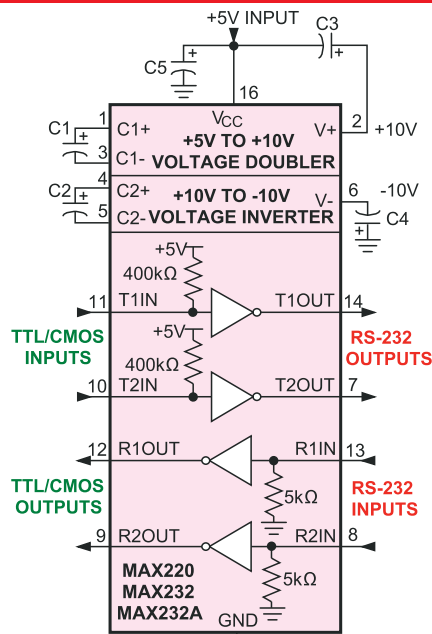 +5V INPUT
C3
C5
+
+
16
VCC
1
C1+
V+
2
+10V
C1
+
+5V TO +10V
VOLTAGE DOUBLER
3
C1-
4
C2+
+10V TO -10V
VOLTAGE INVERTER
V-
6
-10V
C2
+
5
C2-
C4
+
+5V
400kΩ
11
T1IN
T1OUT
14
TTL/CMOS
INPUTS
+5V
400kΩ
RS-232
OUTPUTS
10
T2IN
T2OUT
7
12
R1OUT
R1IN
13
TTL/CMOS
OUTPUTS
5kΩ
RS-232
INPUTS
9
R2OUT
R2IN
8
5kΩ
MAX220
MAX232
MAX232A
GND